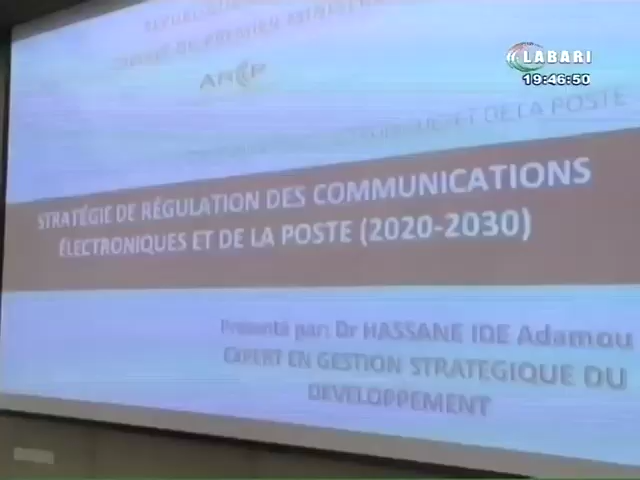 LABARI
19:46:50
ARCP
ET DE LA POSTE
STRATÉGIE DE RÉGULATION DES COMMUNICATIONS
ÉLECTRONIQUES ET DE LA POSTE (2020-2030)
Présenté par: Dr HASSANE IDE Adamou
EXPERT EN GESTION STRATEGIQUE DU
DEVELOPPEMENT